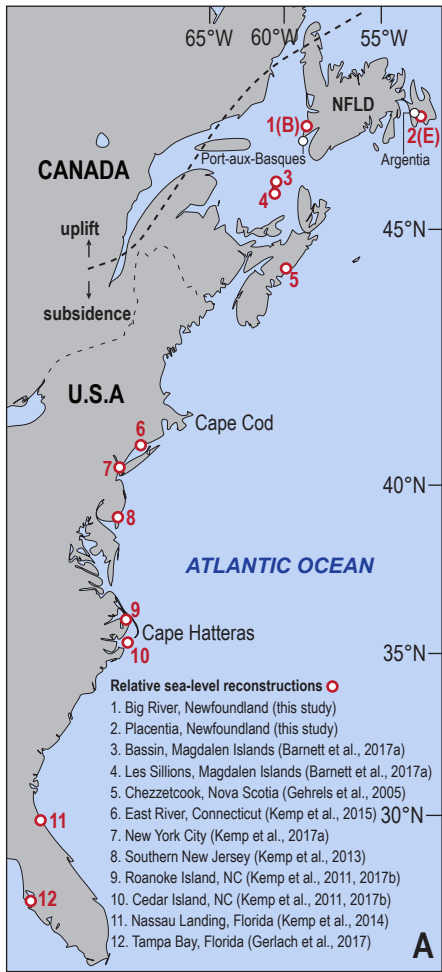 65°W 60°W 55°W
NFLD
1(B)
2(E)
Port-aux-Basques
Argentia
CANADA
3
4
uplift
45°N
5
subsidence
U.S.A
Cape Cod
6
7
40°N
8
ATLANTIC OCEAN
9
Cape Hatteras
10
35°N
Relative sea-level reconstructions
1. Big River, Newfoundland (this study)
2. Placentia, Newfoundland (this study)
3. Bassin, Magdalen Islands (Barnett et al., 2017a)
4. Les Sillions, Magdalen Islands (Barnett et al., 2017a)
5. Chezzetcook, Nova Scotia (Gehrels et al., 2005)
6. East River, Connecticut (Kemp et al., 2015)
30°N
11
7. New York City (Kemp et al., 2017a)
8. Southern New Jersey (Kemp et al., 2013)
9. Roanoke Island, NC (Kemp et al., 2011, 2017b)
10. Cedar Island, NC (Kemp et al., 2011, 2017b)
12
11. Nassau Landing, Florida (Kemp et al., 2014)
12. Tampa Bay, Florida (Gerlach et al., 2017)
A